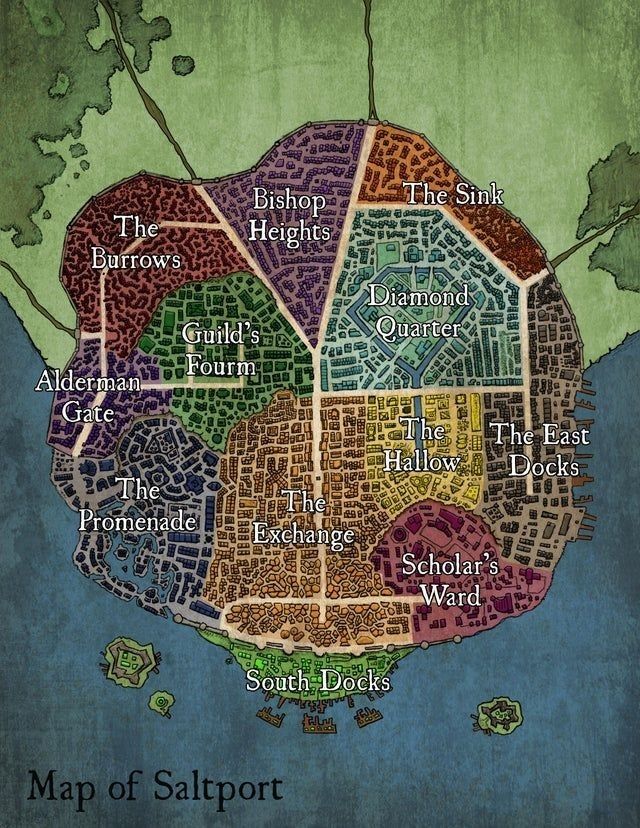 The Sink
Bishop
Heights
The
Burrows
Diamond
Quarter
Guild's
Fourm
Alderman
Gate
The
Hallow
The East
Docks
The
Promenade
The
Exchange
Scholar's
Ward
South Docks
Map of Saltport